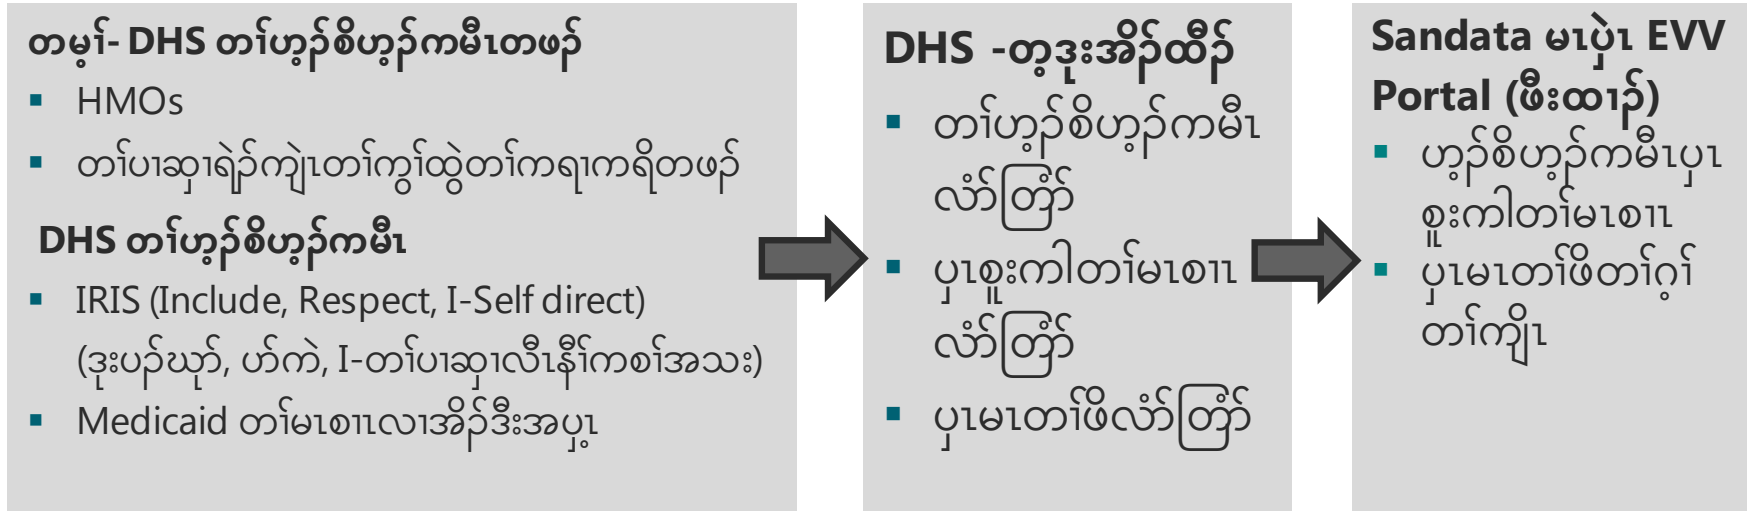 တမ့ၢ်- DHS တၢ်ဟ့ၣ်စိဟ့ၣ်ကမီၤတဖၣ်
HMOs
တၢ်ပၢဆှၢရဲၣ်ကျဲၤတၢ်ကွၢ်ထွဲတၢ်ကရၢကရိတဖၣ်
DHS တၢ်ဟ့ၣ်စိဟ့ၣ်ကမီၤ
IRIS (Include, Respect, I-Self direct)
(ဒုးပၣ်ဃုာ်, ပာ်ကဲ, I-တၢ်ပၢဆှၢလီၤနီၢ်ကစၢ်အသး)
Medicaid တၢ်မၤစၢၤလၢအိၣ်ဒီးအပှ့ၤ
DHS -တ့ဒုးအိၣ်ထီၣ်
တၢ်ဟ့ၣ်စိဟ့ၣ်ကမီၤ
လံာ်တြံာ်
ပှၤစူးကါတၢ်မၤစၢၤ
လံာ်တြံာ်
ပှၤမၤတၢ်ဖိလံာ်တြံာ်
Sandata မၤပှဲၤ EVV
Portal (ဖီးထၢၣ်)
ဟ့ၣ်စိဟ့ၣ်ကမီၤပှၤ
စူးကါတၢ်မၤစၢၤ
ပှၤမၤတၢ်ဖိတၢ်ဂ့ၢ်
တၢ်ကျိၤ